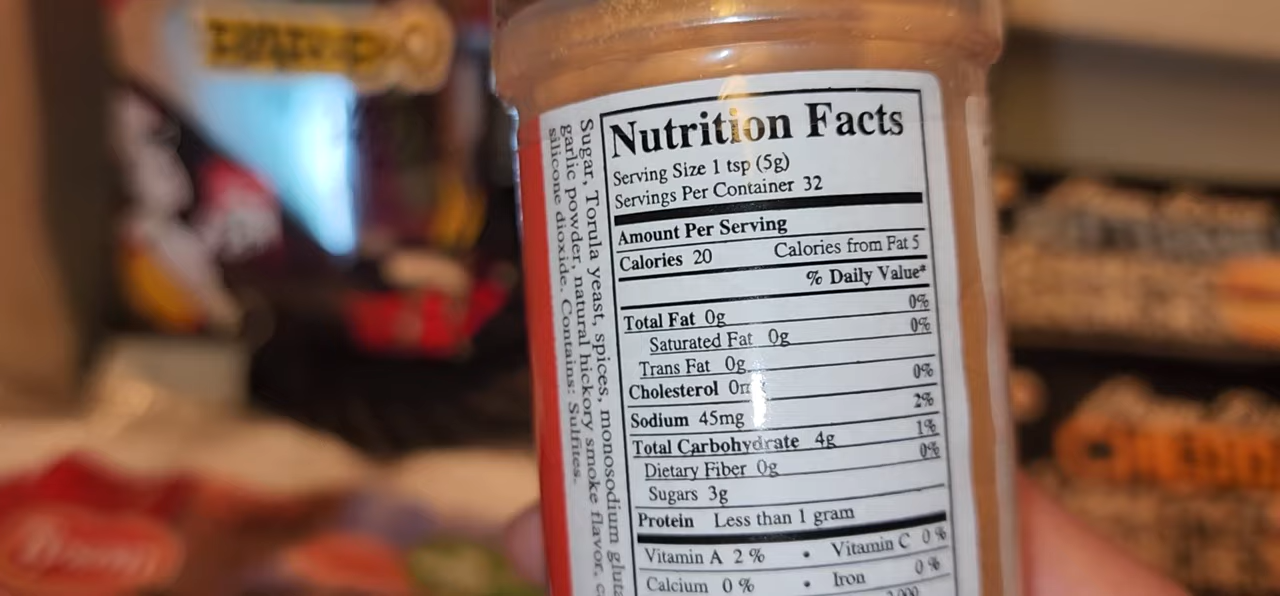 Sugar, Torula yeast, spices, monosodium
garlic powder, natural hickory smoke flavor,
silicone dioxide. Contains: Sulfites.
Nutrition Facts
Serving Size 1 tsp (5g)
Servings Per Container 32
Amount Per Serving
Calories 20 Calories from Fat 5
% Daily Value*
Total Fat 0g 0%
Saturated Fat 0g 0%
Trans Fat 0g
Cholesterol 0%
Sodium 45mg 2%
Total Carbohydrate 4g 1%
Dietary Fiber 0g 0%
Sugars 3g
Protein Less than 1 gram
Vitamin A 2 % • Vitamin C 0 %
Calcium 0 % • Iron 0 %